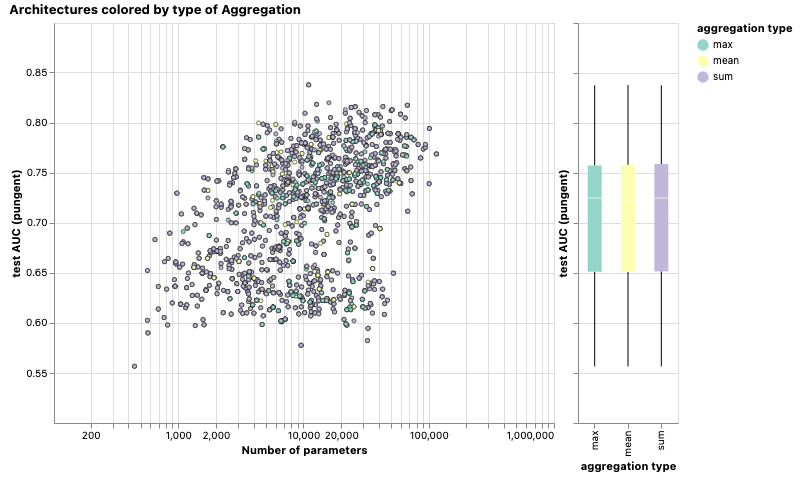 Architectures colored by type of Aggregation
test AUC (pungent)
0.85
0.80
0.75
0.70
0.65
0.60
0.55
200
1,000
2,000
10,000
20,000
100,000
1,000,000
Number of parameters
test AUC (pungent)
max
mean
sum
aggregation type
aggregation type
max
mean
sum